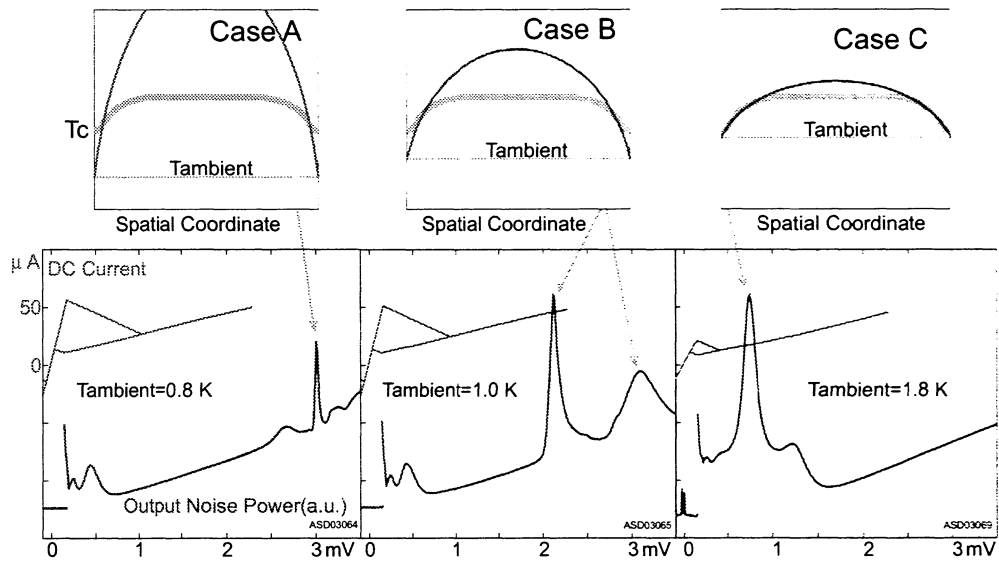 Case A
Case B
Case C
Tc
Tambient
Tambient
Tambient
Spatial Coordinate
Spatial Coordinate
Spatial Coordinate
μA
DC Current
50
0
Tambient=0.8 K
Tambient=1.0 K
Tambient=1.8 K
Output Noise Power(a.u.)
ASD03064
ASD03065
ASD03069
0 1 2 3 mV
0 1 2 3 mV
0 1 2 3 mV